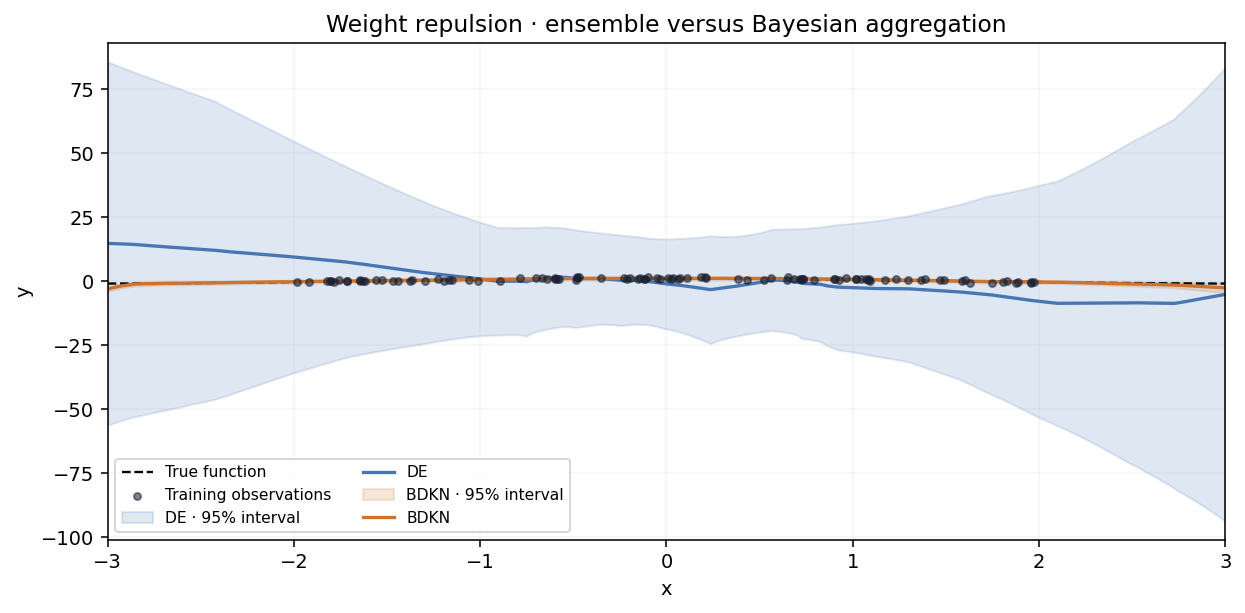 Weight repulsion · ensemble versus Bayesian aggregation
y
75
50
25
0
−25
−50
−75
−100
True function
Training observations
DE · 95% interval
DE
BDKN · 95% interval
BDKN
−3
−2
−1
0
1
2
3
x